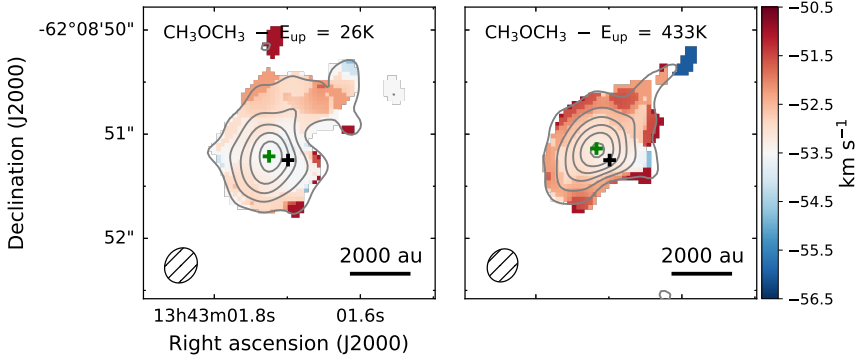 CH₃OCH₃ − E_up = 26K
CH₃OCH₃ − E_up = 433K
-62°08'50"
51"
52"
Declination (J2000)
2000 au
2000 au
13h43m01.8s
01.6s
Right ascension (J2000)
−50.5
−51.5
−52.5
−53.5
−54.5
−55.5
−56.5
km s⁻¹